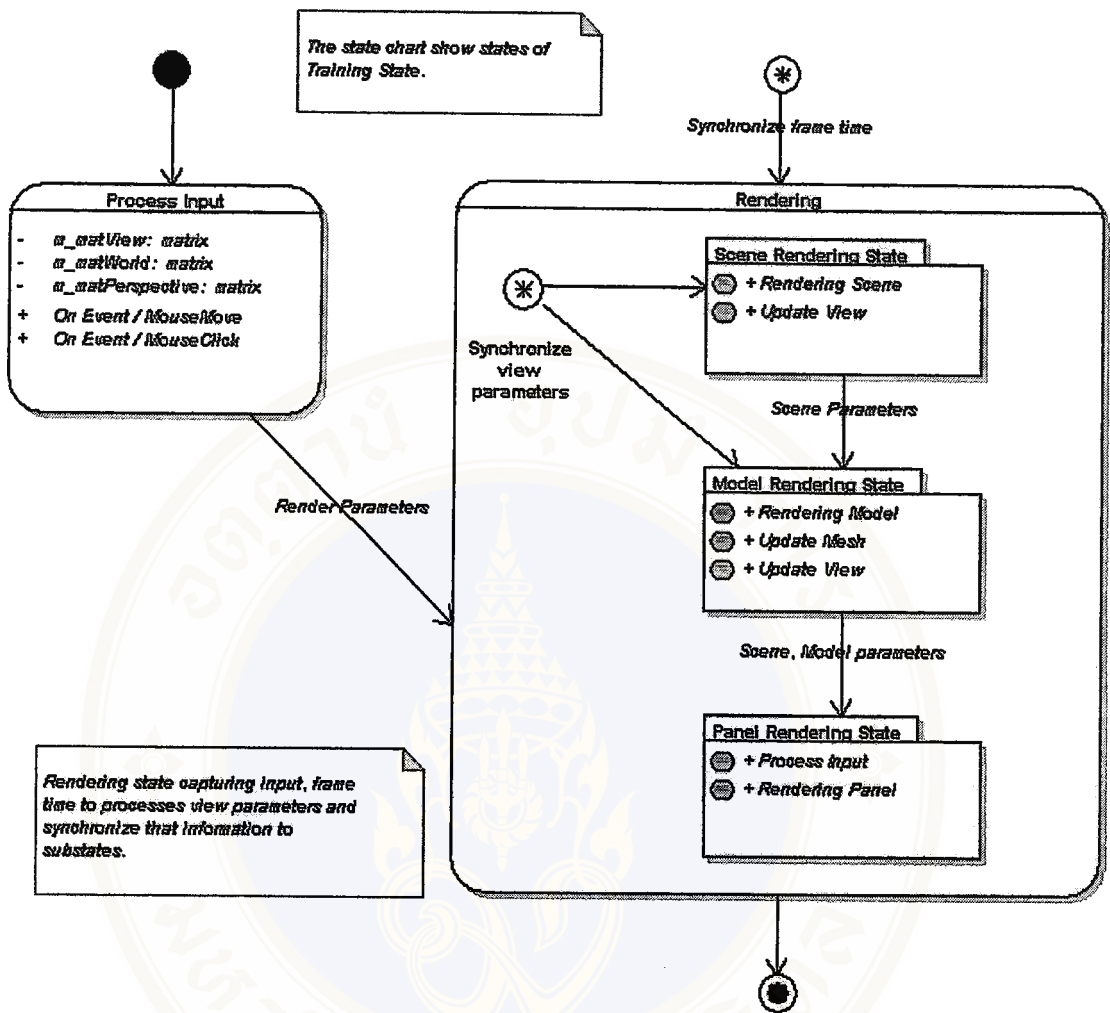 The state chart show states of
Training State.
Synchronize frame time
Process Input
- m_matView: matrix
- m_matWorld: matrix
- m_matPerspective: matrix
+ On Event / MouseMove
+ On Event / MouseClick
Rendering
Scene Rendering State
+ Rendering Scene
+ Update View
Synchronize
view
parameters
Scene Parameters
Render Parameters
Model Rendering State
+ Rendering Model
+ Update Mesh
+ Update View
Scene, Model parameters
Panel Rendering State
+ Process Input
+ Rendering Panel
Rendering state capturing input, frame
time to processes view parameters and
synchronize that information to
substates.